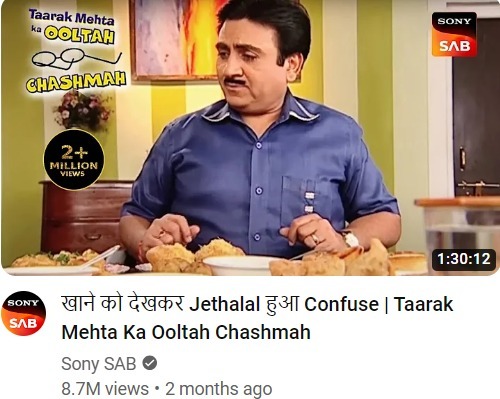 Taarak Mehta
ka OOLTAH
CHASHMAH
SONY
SAB
2+
MILLION
VIEWS
1:30:12
SONY
SAB
खाने को देखकर Jethalal हुआ Confuse | Taarak
Mehta Ka Ooltah Chashmah
Sony SAB
8.7M views • 2 months ago